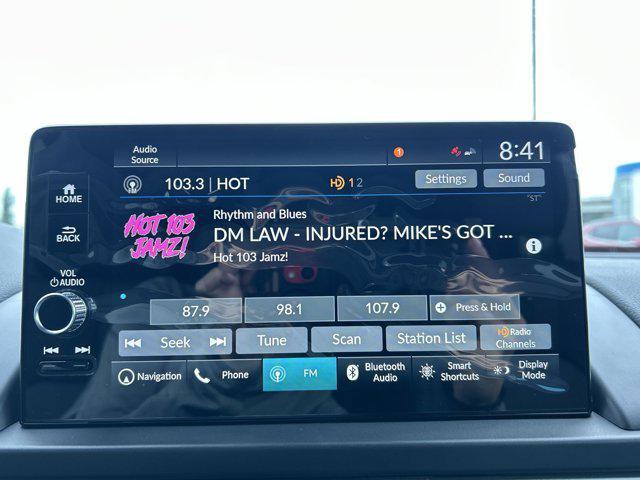 Audio
Source
1
8:41
HOME
FM
103.3 | HOT
HD 1 2
Settings
Sound
"ST"
HOT 103
JAMZ!
Rhythm and Blues
DM LAW - INJURED? MIKE'S GOT ...
Hot 103 Jamz!
i
BACK
VOL
AUDIO
87.9
98.1
107.9
+ Press & Hold
Seek
Tune
Scan
Station List
HD Radio
Channels
Navigation
Phone
FM
Bluetooth
Audio
Smart
Shortcuts
Display
Mode